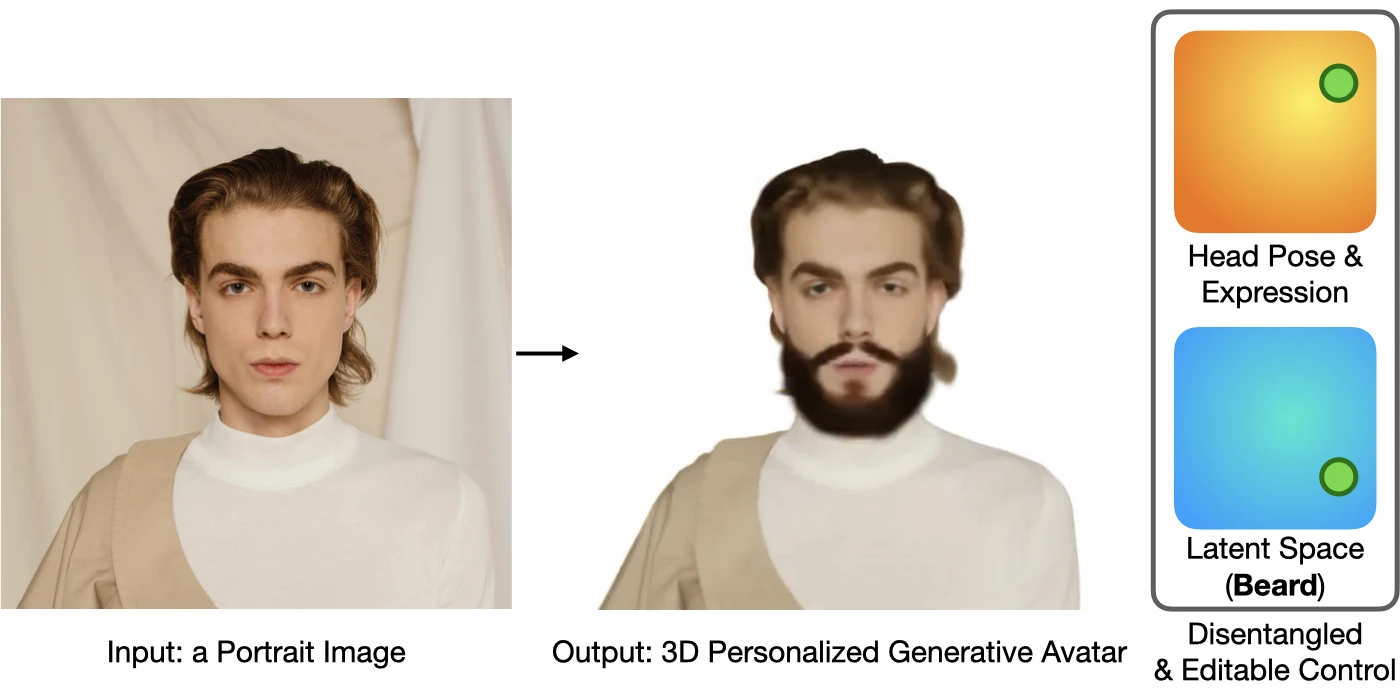 Head Pose &
Expression
Latent Space
(Beard)
Input: a Portrait Image
Output: 3D Personalized Generative Avatar
Disentangled
& Editable Control